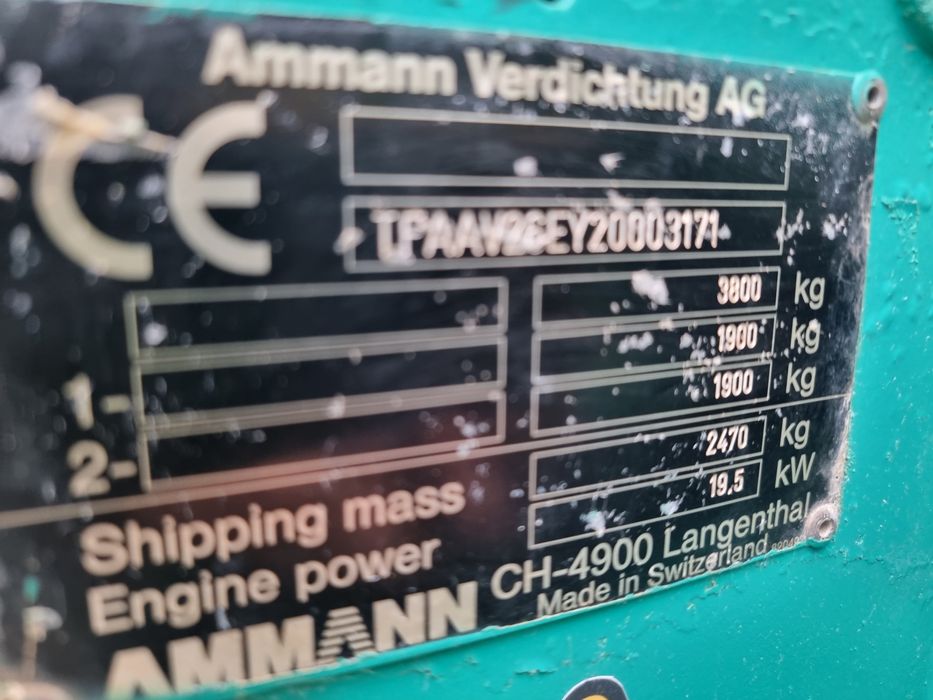 Ammann Verdichtung AG
CE
TPAAV26EY20003171
3800 kg
1- 1900 kg
2- 1900 kg
Shipping mass 2470 kg
Engine power 19.5 kW
AMMANN CH-4900 Langenthal
Made in Switzerland